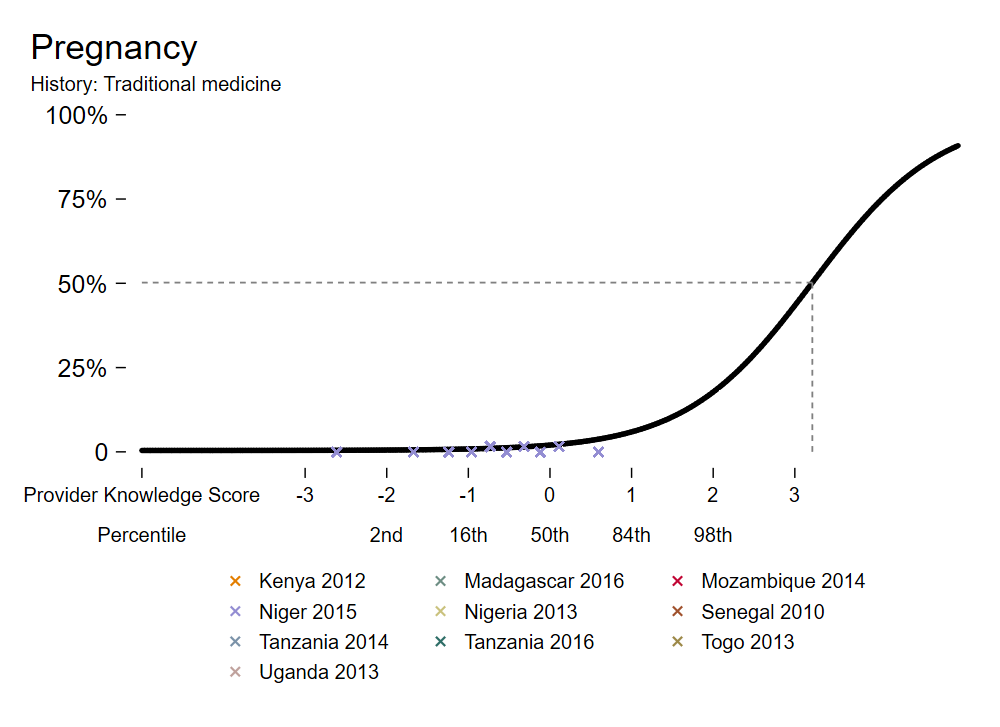 Pregnancy
History: Traditional medicine
100%
75%
50%
25%
0
Provider Knowledge Score -3 -2 -1 0 1 2 3
Percentile 2nd 16th 50th 84th 98th
Kenya 2012 Madagascar 2016 Mozambique 2014
Niger 2015 Nigeria 2013 Senegal 2010
Tanzania 2014 Tanzania 2016 Togo 2013
Uganda 2013